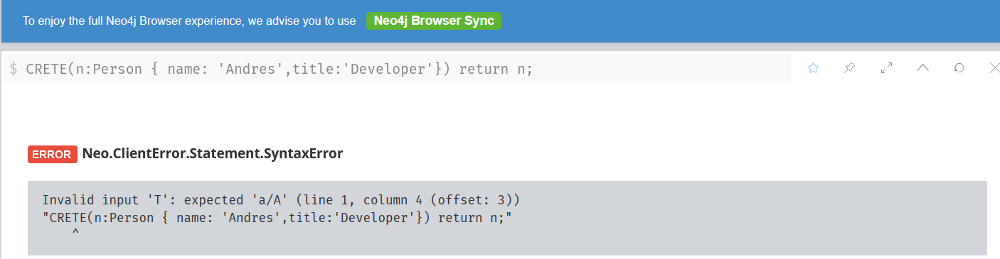 To enjoy the full Neo4j Browser experience, we advise you to use Neo4j Browser Sync
$ CRETE(n:Person { name: 'Andres',title:'Developer'}) return n;
ERROR Neo.ClientError.Statement.SyntaxError
Invalid input 'T': expected 'a/A' (line 1, column 4 (offset: 3))
"CRETE(n:Person { name: 'Andres',title:'Developer'}) return n;"
^